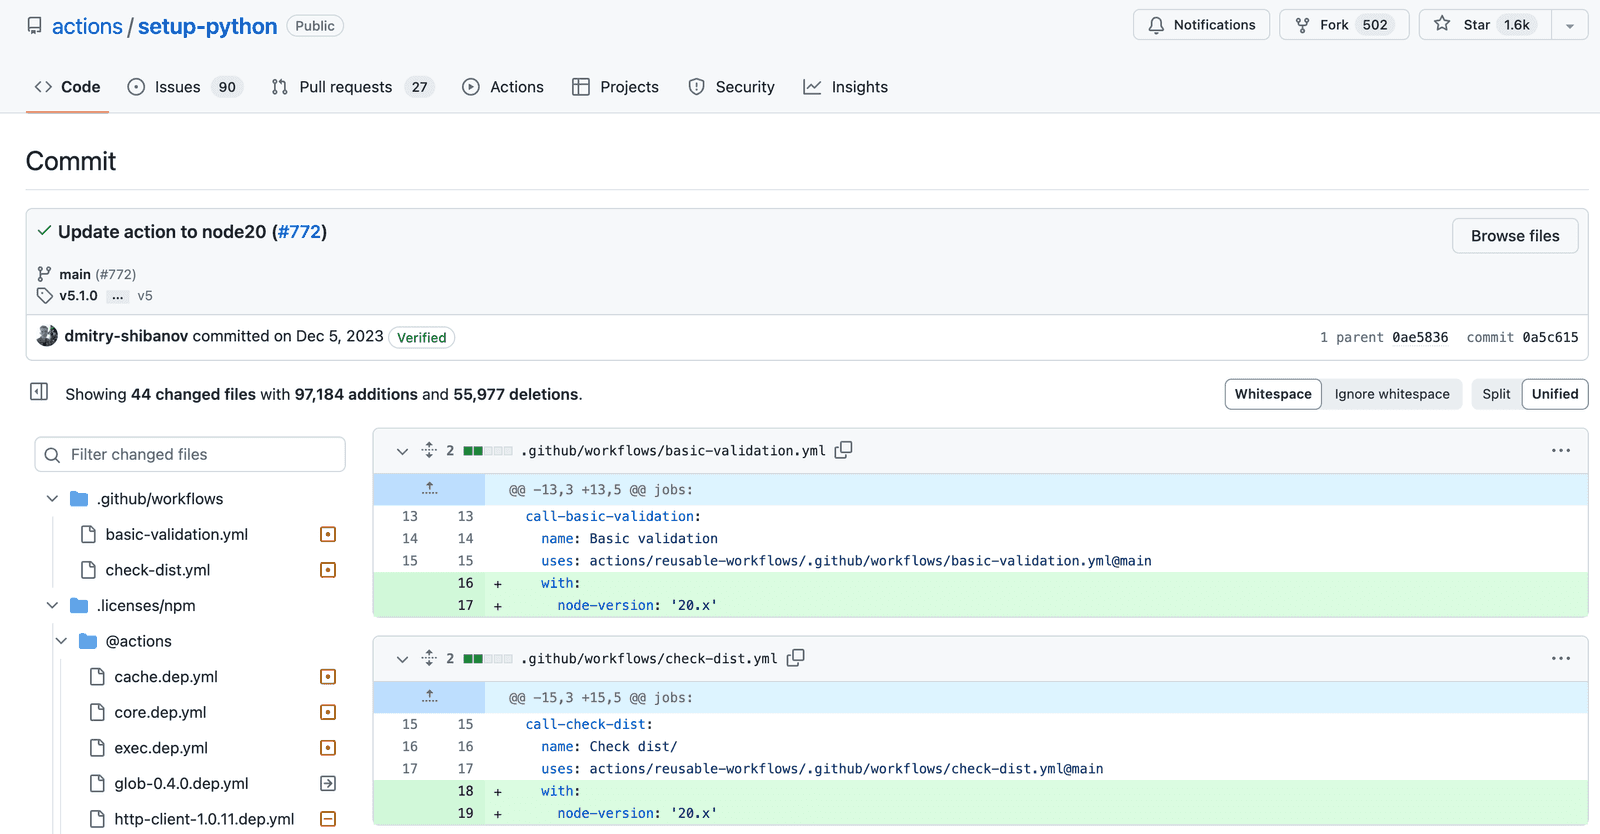 actions / setup-python Public Notifications Fork 502 Star 1.6k
Code Issues 90 Pull requests 27 Actions Projects Security Insights
Commit
Update action to node20 (#772) Browse files
main (#772)
v5.1.0 ... v5
dmitry-shibanov committed on Dec 5, 2023 Verified 1 parent 0ae5836 commit 0a5c615
Showing 44 changed files with 97,184 additions and 55,977 deletions. Whitespace Ignore whitespace Split Unified
Filter changed files
.github/workflows
basic-validation.yml
check-dist.yml
.licenses/npm
@actions
cache.dep.yml
core.dep.yml
exec.dep.yml
glob-0.4.0.dep.yml
http-client-1.0.11.dep.yml
2 .github/workflows/basic-validation.yml
@@ -13,3 +13,5 @@ jobs:
13 13 call-basic-validation:
14 14 name: Basic validation
15 15 uses: actions/reusable-workflows/.github/workflows/basic-validation.yml@main
16 + with:
17 + node-version: '20.x'
2 .github/workflows/check-dist.yml
@@ -15,3 +15,5 @@ jobs:
15 15 call-check-dist:
16 16 name: Check dist/
17 17 uses: actions/reusable-workflows/.github/workflows/check-dist.yml@main
18 + with:
19 + node-version: '20.x'